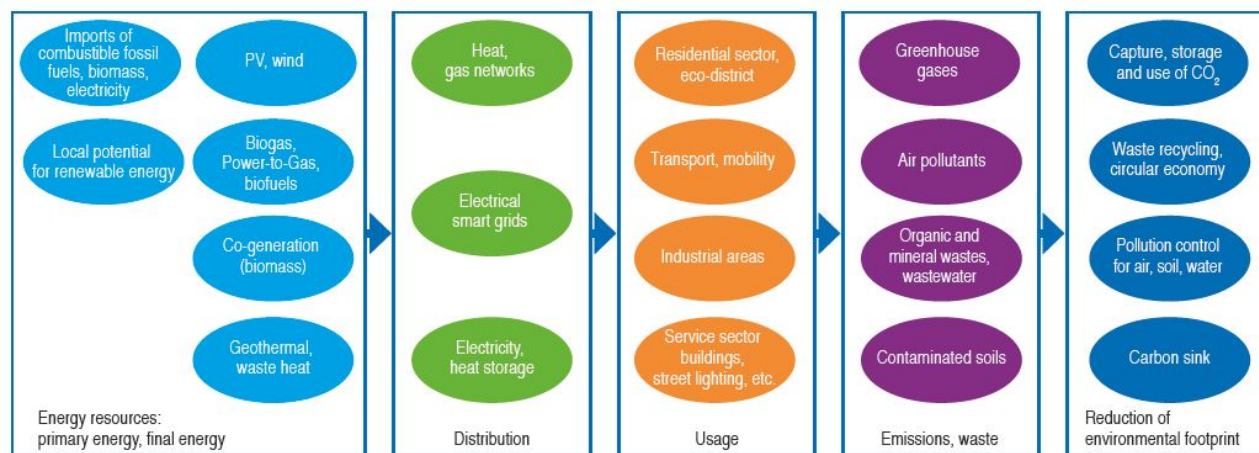 Imports of
combustible fossil
fuels, biomass,
electricity
PV, wind
Local potential
for renewable energy
Biogas,
Power-to-Gas,
biofuels
Co-generation
(biomass)
Geothermal,
waste heat
Energy resources:
primary energy, final energy
Heat,
gas networks
Electrical
smart grids
Electricity,
heat storage
Distribution
Residential sector,
eco-district
Transport, mobility
Industrial areas
Service sector
buildings,
street lighting, etc.
Usage
Greenhouse
gases
Air pollutants
Organic and
mineral wastes,
wastewater
Contaminated soils
Emissions, waste
Capture, storage
and use of CO₂
Waste recycling,
circular economy
Pollution control
for air, soil, water
Carbon sink
Reduction of
environmental footprint